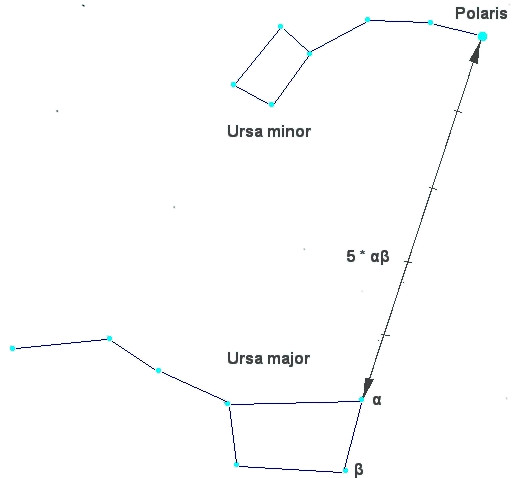 Polaris
Ursa minor
5 * αβ
Ursa major
α
β